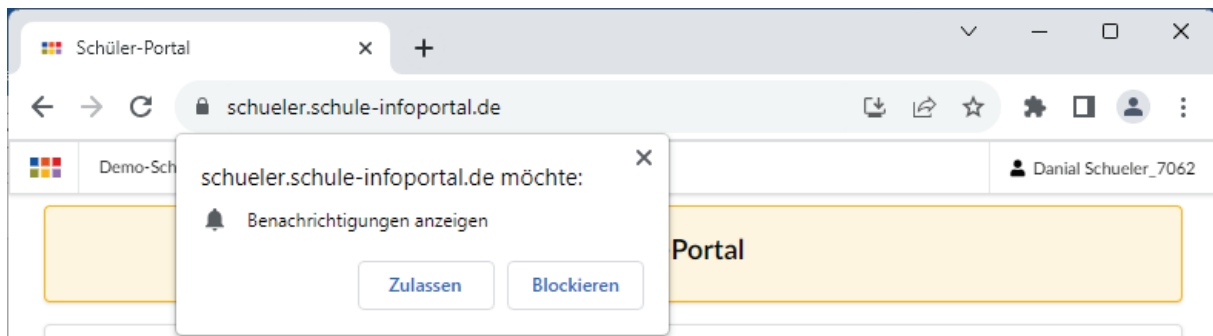 Schüler-Portal
schueler.schule-infoportal.de
Demo-Sch
Danial Schueler_7062
schueler.schule-infoportal.de möchte:
Benachrichtigungen anzeigen
Portal
Zulassen Blockieren